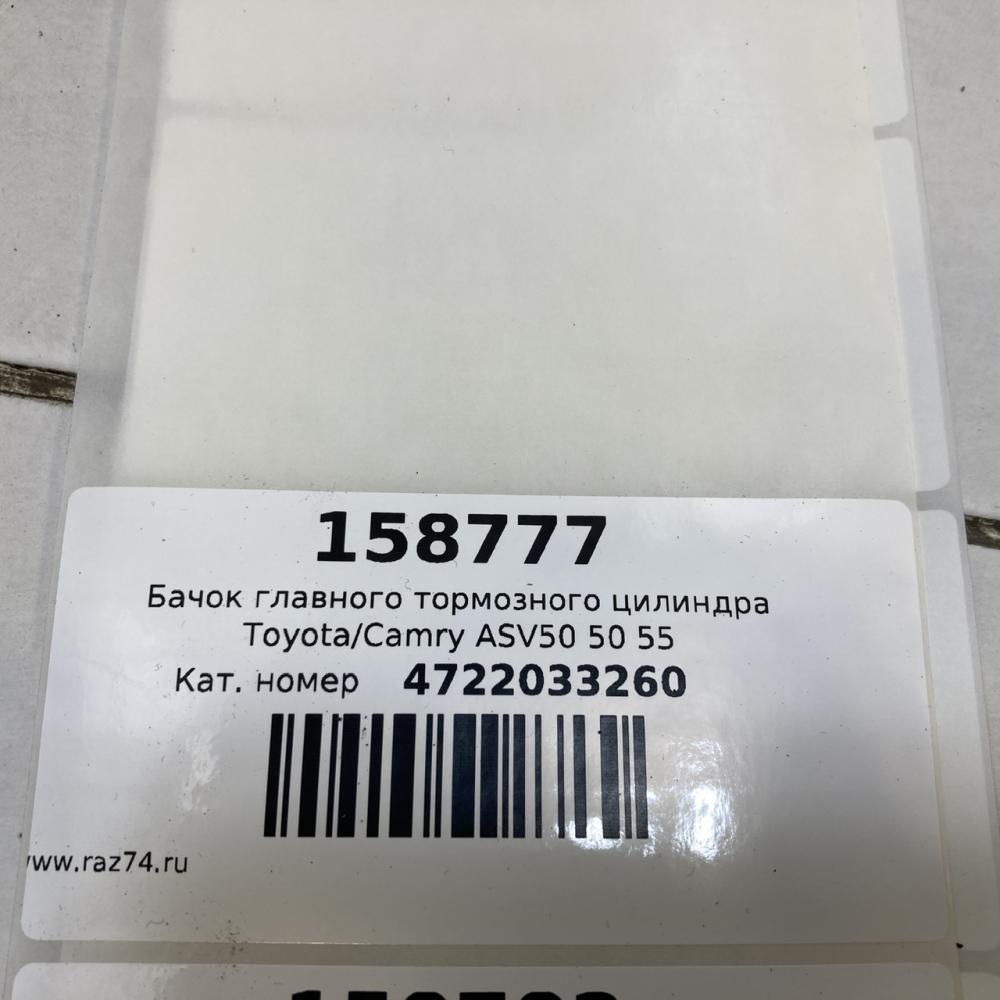 158777
Бачок главного тормозного цилиндра
Toyota/Camry ASV50 50 55
Кат. номер 4722033260
www.raz74.ru